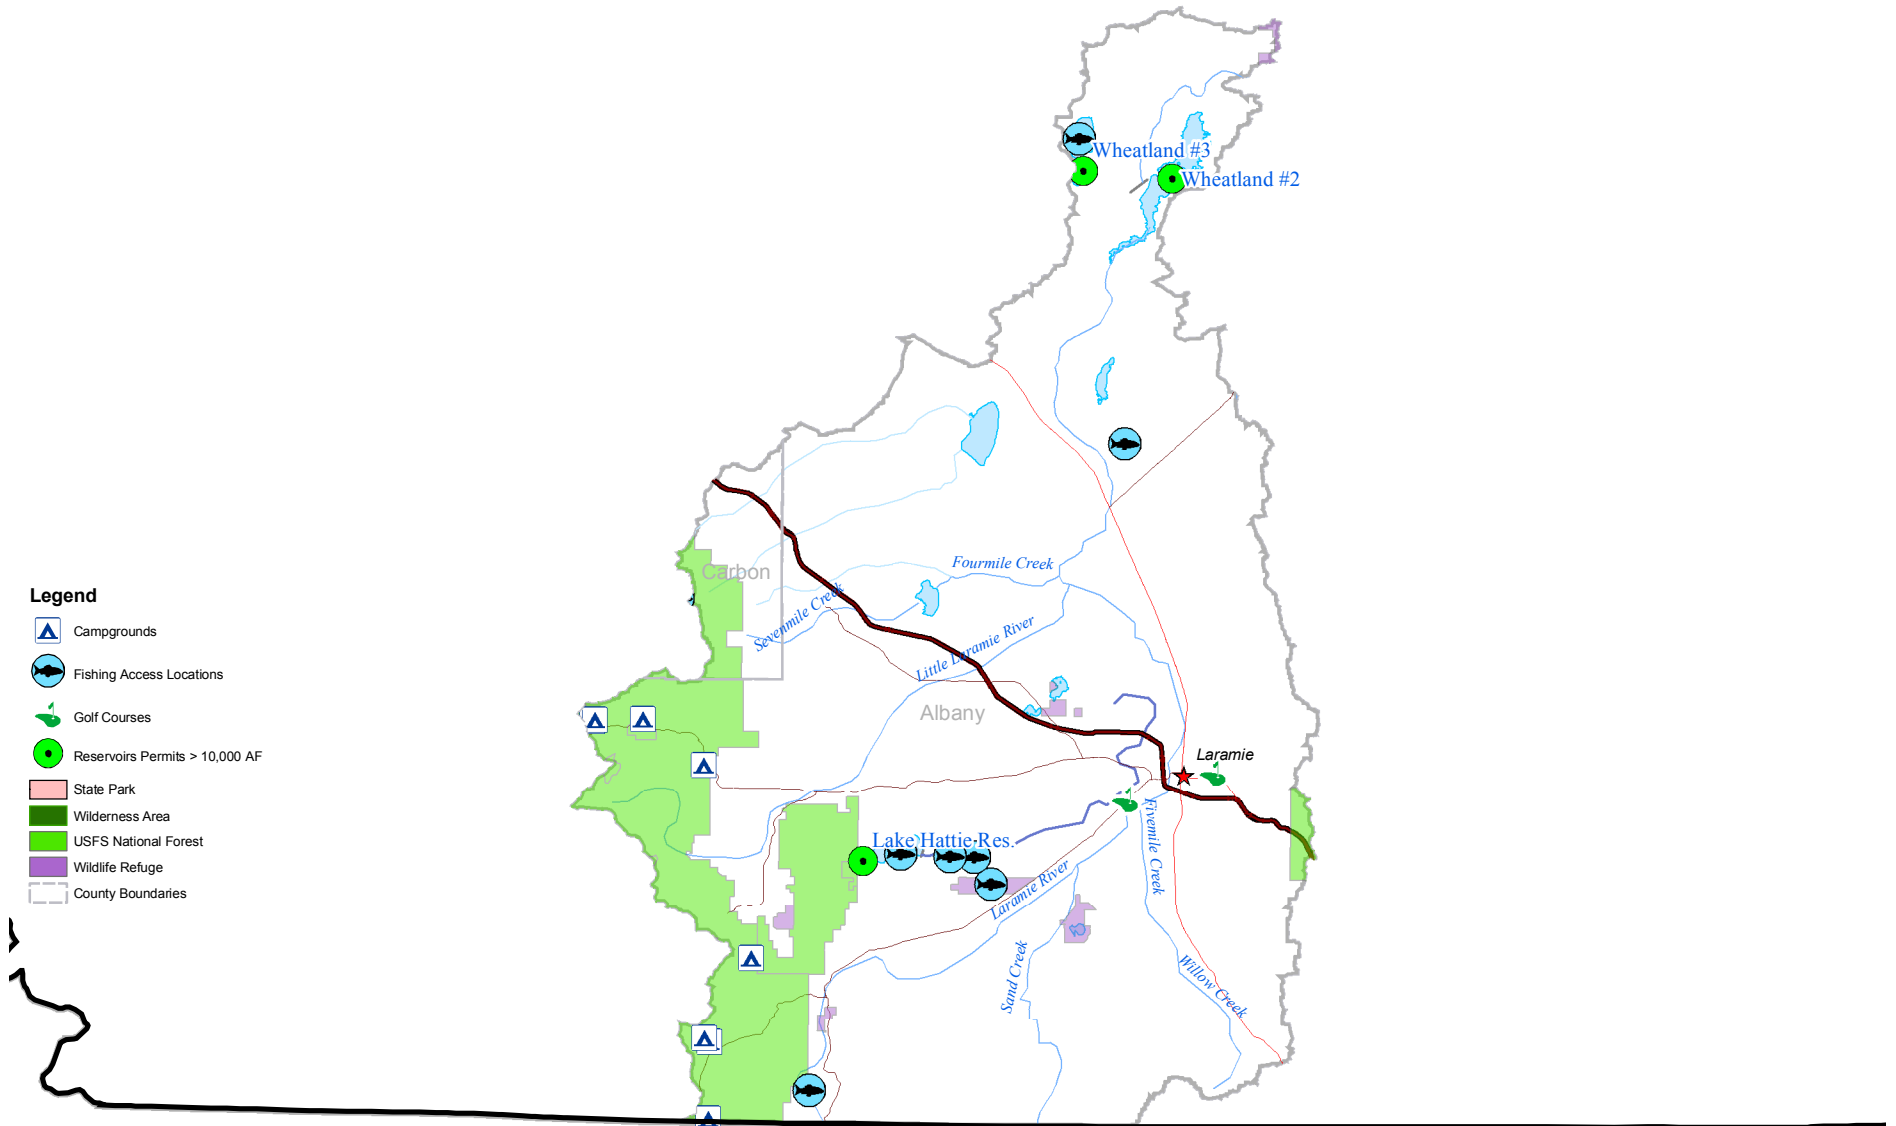 Wheatland #3
Wheatland #2
Fourmile Creek
Carbon
Sevenmile Creek
Little Laramie River
Albany
Laramie
Lake Hattie Res.
Fivemile Creek
Laramie River
Sand Creek
Willow Creek
Legend
Campgrounds
Fishing Access Locations
Golf Courses
Reservoirs Permits > 10,000 AF
State Park
Wilderness Area
USFS National Forest
Wildlife Refuge
County Boundaries